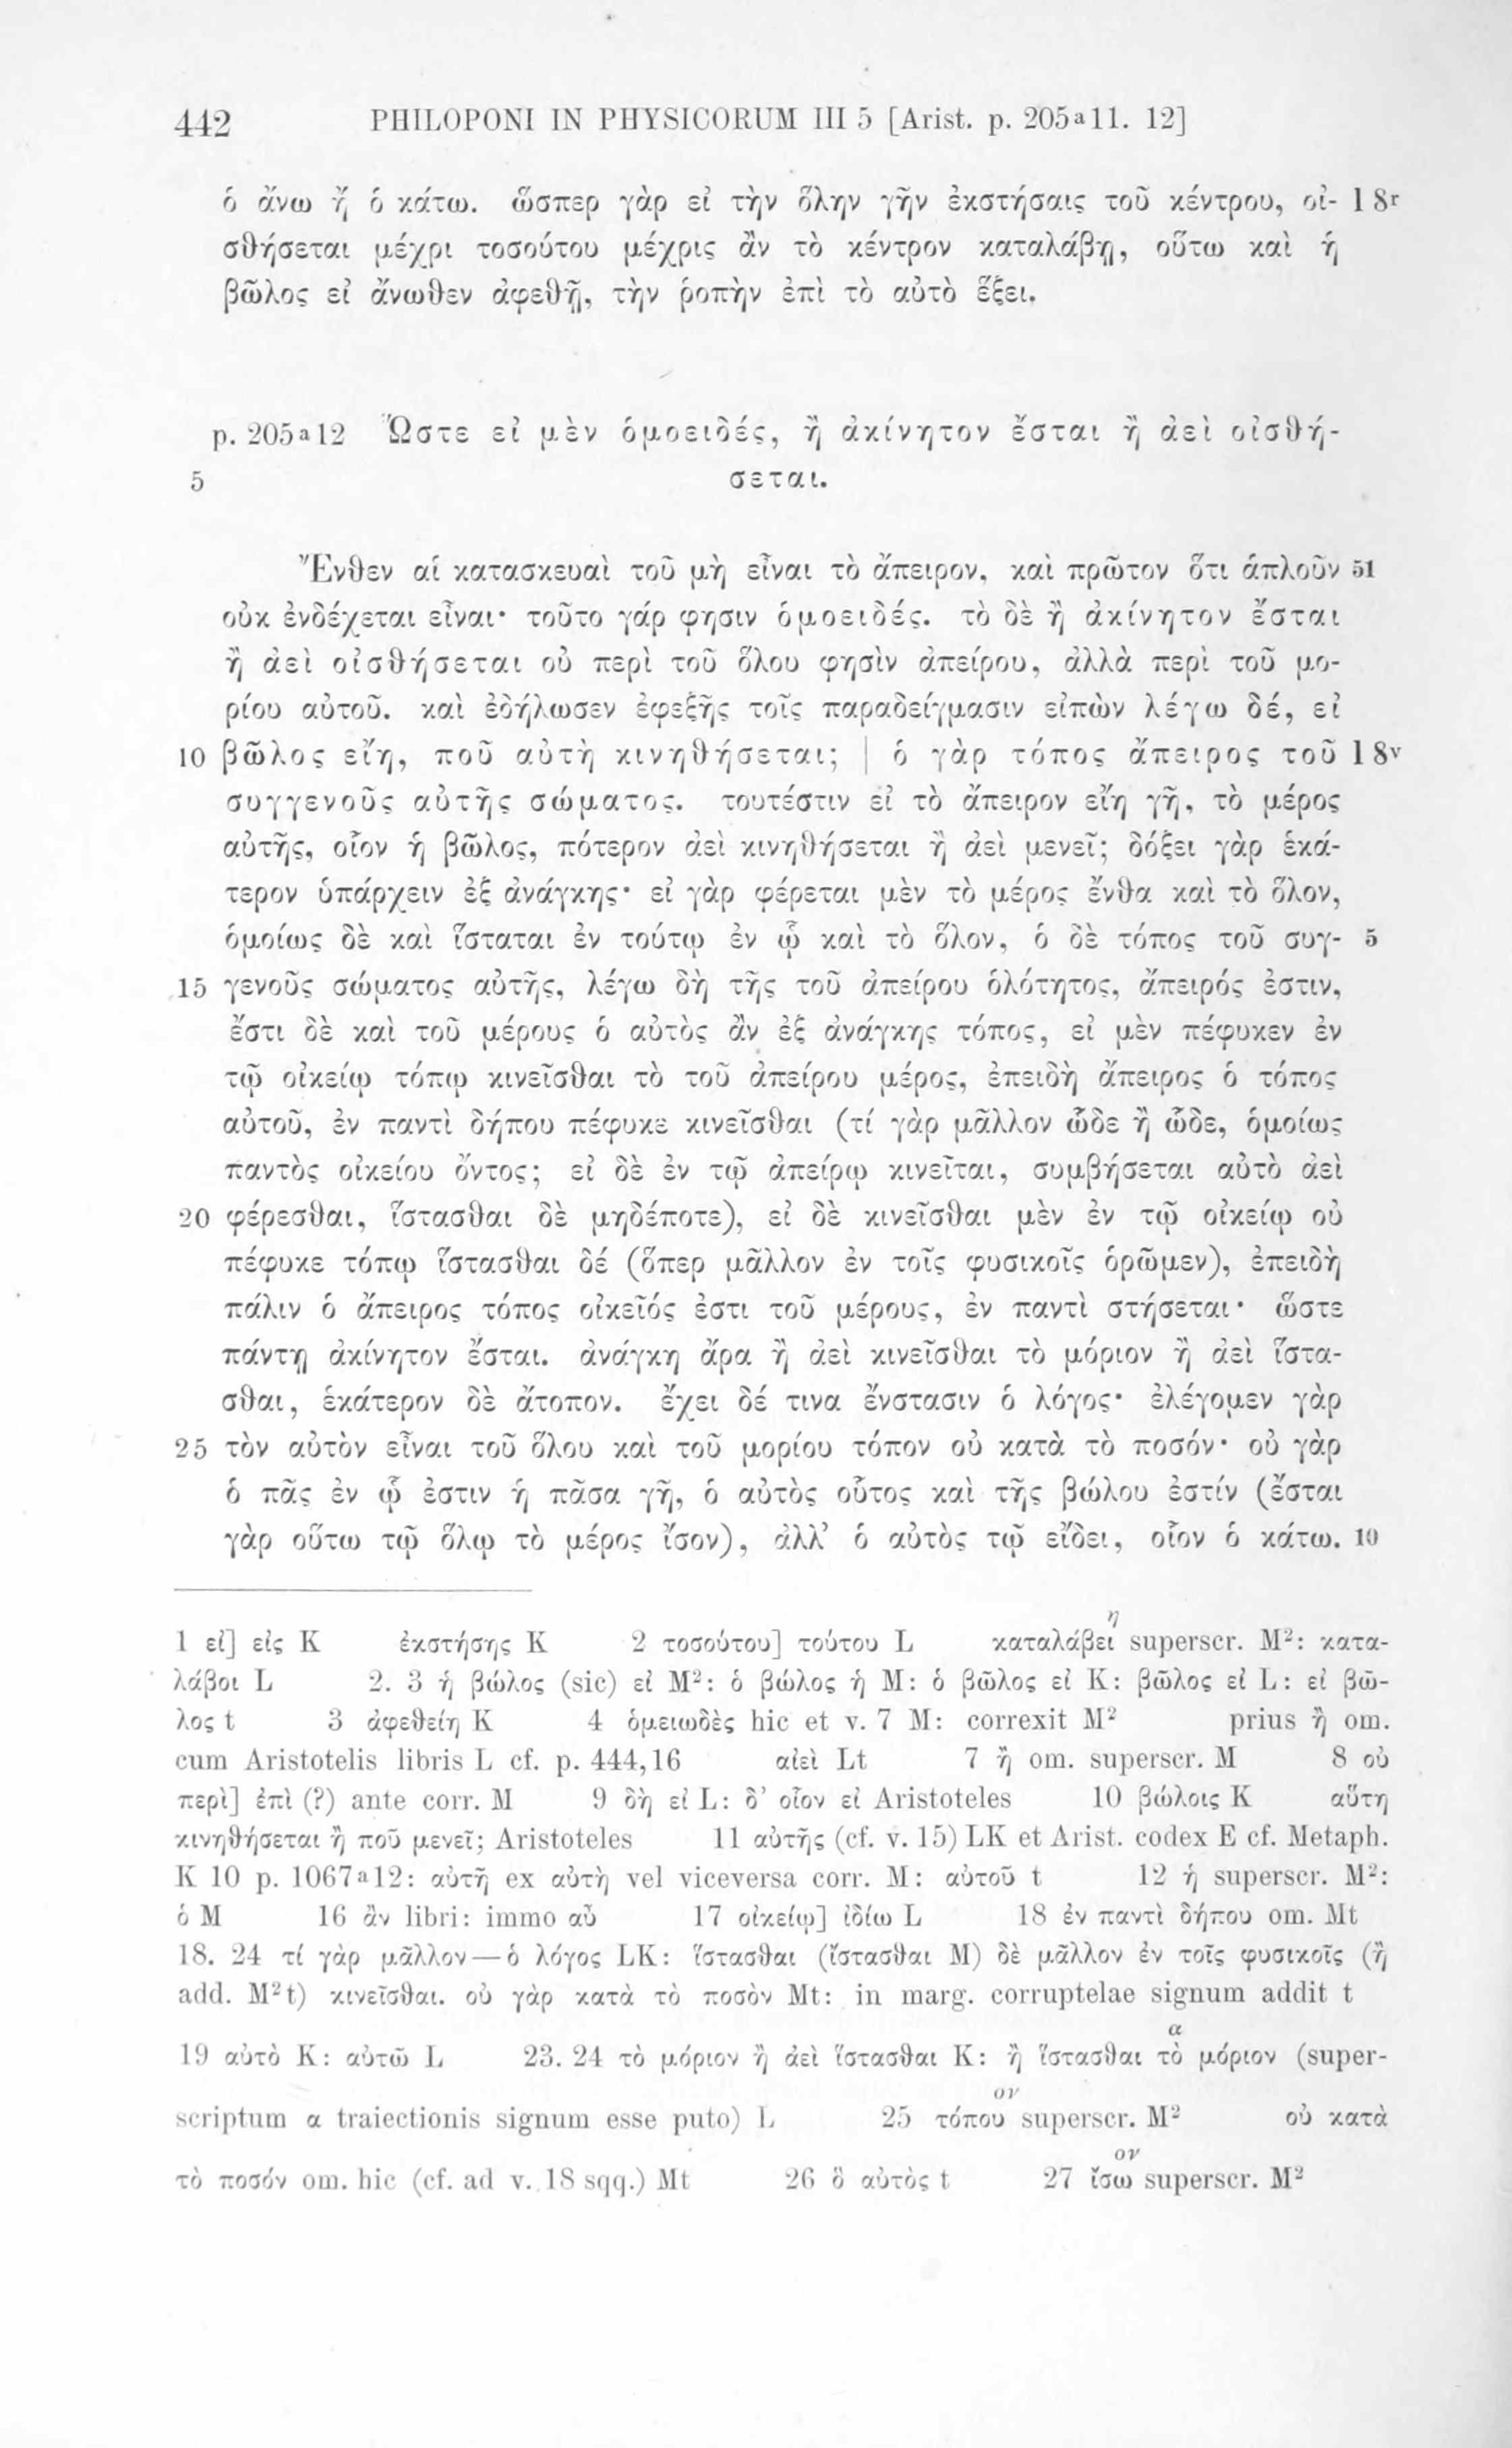 442 PHILOPONI IN PHYSICORUM III 5 [Arist. p. 205a11. 12]
ὁ ἄνω ἢ ὁ κάτω. ὥσπερ γὰρ εἰ τὴν ὅλην γῆν ἐκστήσαις τοῦ κέντρου, οἰ- 18r
σθήσεται μέχρι τοσούτου μέχρις ἂν τὸ κέντρον καταλάβῃ, οὕτω καὶ ἡ
βῶλος εἰ ἄνωθεν ἀφεθῇ, τὴν ῥοπὴν ἐπὶ τὸ αὐτὸ ἕξει.
p. 205a12 Ὥστε εἰ μὲν ὁμοειδές, ἢ ἀκίνητον ἔσται ἢ ἀεὶ οἰσθή-
5 σεται.
Ἔνθεν αἱ κατασκευαὶ τοῦ μὴ εἶναι τὸ ἄπειρον, καὶ πρῶτον ὅτι ἁπλοῦν 51
οὐκ ἐνδέχεται εἶναι· τοῦτο γάρ φησιν ὁμοειδές. τὸ δὲ ἢ ἀκίνητον ἔσται
ἢ ἀεὶ οἰσθήσεται οὐ περὶ τοῦ ὅλου φησὶν ἀπείρου, ἀλλὰ περὶ τοῦ μο-
ρίου αὐτοῦ. καὶ ἐδήλωσεν ἐφεξῆς τοῖς παραδείγμασιν εἰπὼν λέγω δέ, εἰ
10 βῶλος εἴη, ποῦ αὐτὴ κινηθήσεται; | ὁ γὰρ τόπος ἄπειρος τοῦ 18v
συγγενοῦς αὐτῆς σώματος. τουτέστιν εἰ τὸ ἄπειρον εἴη γῆ, τὸ μέρος
αὐτῆς, οἷον ἡ βῶλος, πότερον ἀεὶ κινηθήσεται ἢ ἀεὶ μενεῖ; δόξει γὰρ ἑκά-
τερον ὑπάρχειν ἐξ ἀνάγκης· εἰ γὰρ φέρεται μὲν τὸ μέρος ἔνθα καὶ τὸ ὅλον,
ὁμοίως δὲ καὶ ἵσταται ἐν τούτῳ ἐν ᾧ καὶ τὸ ὅλον, ὁ δὲ τόπος τοῦ συγ- 5
15 γενοῦς σώματος αὐτῆς, λέγω δὴ τῆς τοῦ ἀπείρου ὁλότητος, ἄπειρός ἐστιν,
ἔστι δὲ καὶ τοῦ μέρους ὁ αὐτὸς ἂν ἐξ ἀνάγκης τόπος, εἰ μὲν πέφυκεν ἐν
τῷ οἰκείῳ τόπῳ κινεῖσθαι τὸ τοῦ ἀπείρου μέρος, ἐπειδὴ ἄπειρος ὁ τόπος
αὐτοῦ, ἐν παντὶ δήπου πέφυκε κινεῖσθαι (τί γὰρ μᾶλλον ὧδε ἢ ὧδε, ὁμοίως
παντὸς οἰκείου ὄντος; εἰ δὲ ἐν τῷ ἀπείρῳ κινεῖται, συμβήσεται αὐτὸ ἀεὶ
20 φέρεσθαι, ἵστασθαι δὲ μηδέποτε), εἰ δὲ κινεῖσθαι μὲν ἐν τῷ οἰκείῳ οὐ
πέφυκε τόπῳ ἵστασθαι δέ (ὅπερ μᾶλλον ἐν τοῖς φυσικοῖς ὁρῶμεν), ἐπειδὴ
πάλιν ὁ ἄπειρος τόπος οἰκεῖός ἐστι τοῦ μέρους, ἐν παντὶ στήσεται· ὥστε
πάντῃ ἀκίνητον ἔσται. ἀνάγκη ἄρα ἢ ἀεὶ κινεῖσθαι τὸ μόριον ἢ ἀεὶ ἵστα-
σθαι, ἑκάτερον δὲ ἄτοπον. ἔχει δέ τινα ἔνστασιν ὁ λόγος· ἐλέγομεν γὰρ
25 τὸν αὐτὸν εἶναι τοῦ ὅλου καὶ τοῦ μορίου τόπον οὐ κατὰ τὸ ποσόν· οὐ γὰρ
ὁ πᾶς ἐν ᾧ ἐστιν ἡ πᾶσα γῆ, ὁ αὐτὸς οὗτος καὶ τῆς βώλου ἐστίν (ἔσται
γὰρ οὕτω τῷ ὅλῳ τὸ μέρος ἴσον), ἀλλ’ ὁ αὐτὸς τῷ εἴδει, οἷον ὁ κάτω. 10
1 εἰ] εἰς K ἐκστήσης K 2 τοσούτου] τούτου L καταλάβει η superscr. M²: κατα-
λάβοι L 2. 3 ἡ βώλος (sic) εἰ M²: ὁ βώλος ἡ M: ὁ βῶλος εἰ K: βῶλος εἰ L: εἰ βῶ-
λος t 3 ἀφεθείη K 4 ὁμειωδὲς hic et v. 7 M: correxit M² prius ἢ om.
cum Aristotelis libris L cf. p. 444,16 αἰεὶ Lt 7 ἢ om. superscr. M 8 οὐ
περὶ] ἐπὶ (?) ante corr. M 9 δὴ εἰ L: δ’ οἷον εἰ Aristoteles 10 βώλοις K αὕτη
κινηθήσεται ἢ ποῦ μενεῖ; Aristoteles 11 αὐτῆς (cf. v. 15) LK et Arist. codex E cf. Metaph.
K 10 p. 1067a12: αὐτῆ ex αὐτὴ vel viceversa corr. M: αὐτοῦ t 12 ἡ superscr. M²:
ὁ M 16 ἂν libri: immo αὖ 17 οἰκείῳ] ἰδίω L 18 ἐν παντὶ δήπου om. Mt
18. 24 τί γὰρ μᾶλλον—ὁ λόγος LK: ἵστασθαι (ἴστασθαι M) δὲ μᾶλλον ἐν τοῖς φυσικοῖς (ἢ
add. M²t) κινεῖσθαι. οὐ γὰρ κατὰ τὸ ποσὸν Mt: in marg. corruptelae signum addit t
19 αὐτὸ K: αὐτῶ L 23. 24 τὸ μόριον ἢ ἀεὶ ἵστασθαι K: ἢ ἵστασθαι τὸ α μόριον (super-
scriptum α traiectionis signum esse puto) L 25 τόπου ον superscr. M² οὐ κατὰ
τὸ ποσόν om. hic (cf. ad v. 18 sqq.) Mt 26 ὃ αὐτὸς t 27 ἴσω ον superscr. M²